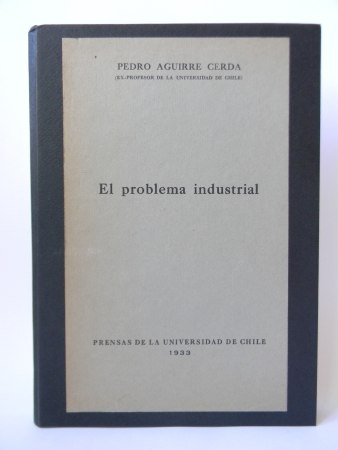 PEDRO AGUIRRE CERDA
(EX-PROFESOR DE LA UNIVERSIDAD DE CHILE)
El problema industrial
PRENSAS DE LA UNIVERSIDAD DE CHILE
1933